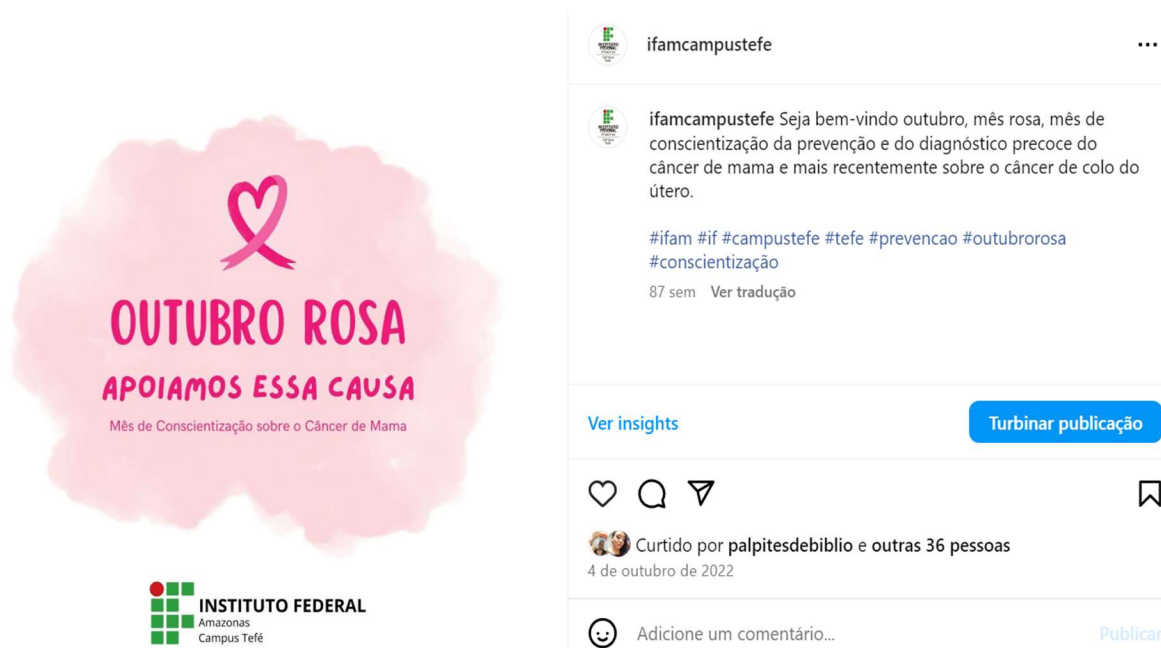 OUTUBRO ROSA
APOIAMOS ESSA CAUSA
Mês de Conscientização sobre o Câncer de Mama
INSTITUTO FEDERAL
Amazonas
Campus Tefé
ifamcampustefe
ifamcampustefe Seja bem-vindo outubro, mês rosa, mês de
conscientização da prevenção e do diagnóstico precoce do
câncer de mama e mais recentemente sobre o câncer de colo do
útero.
#ifam #if #campustefe #tefe #prevencao #outubrorosa
#conscientização
87 sem Ver tradução
Ver insights
Turbinar publicação
Curtido por palpitesdebiblio e outras 36 pessoas
4 de outubro de 2022
Adicione um comentário...
Publicar